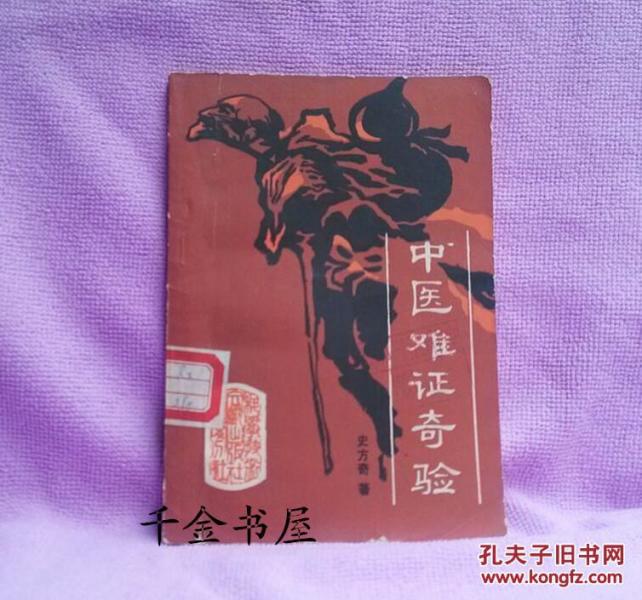 中医难证奇验
史方奇 著
千金书屋
孔夫子旧书网
www.kongfz.com